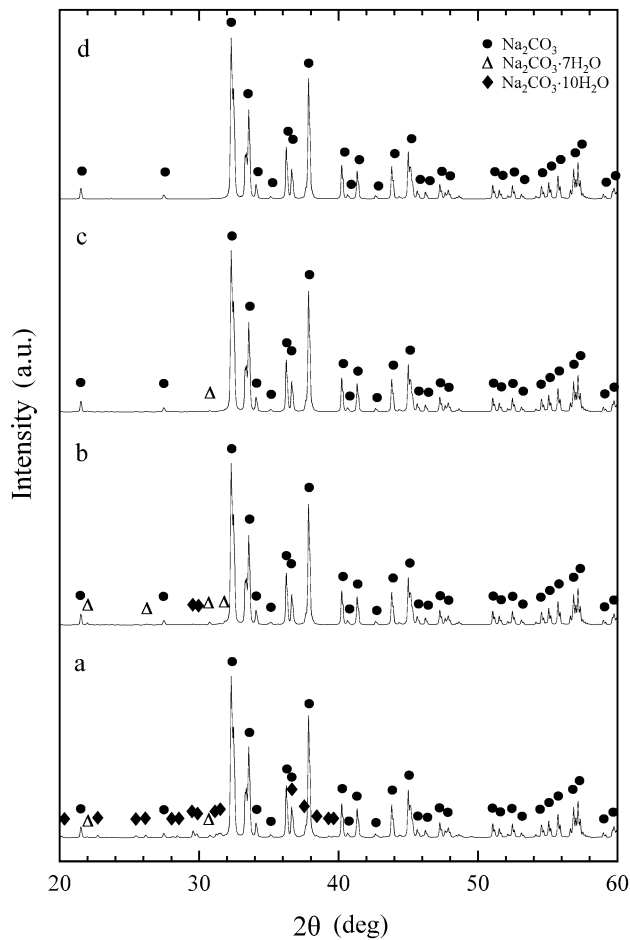 d
Na₂CO₃
Na₂CO₃·7H₂O
Na₂CO₃·10H₂O
c
b
a
Intensity (a.u.)
20 30 40 50 60
2θ (deg)